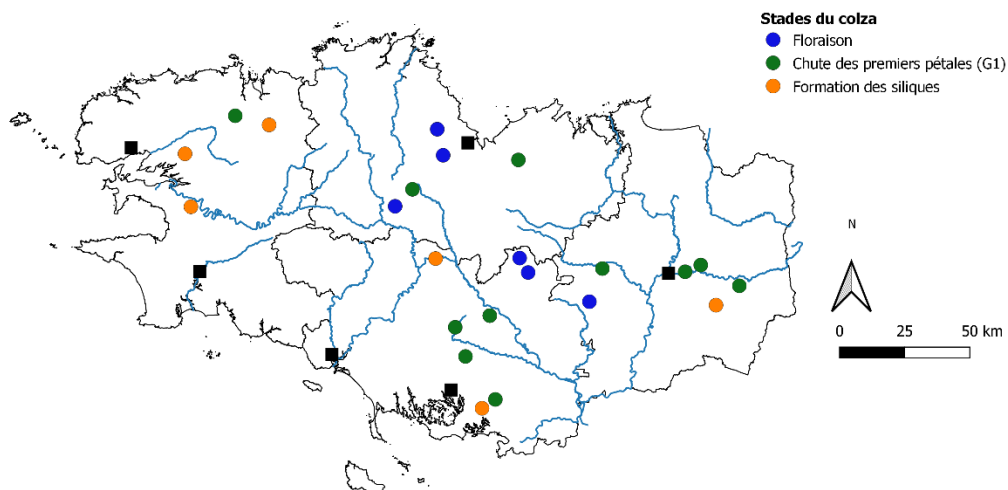 Stades du colza
Floraison
Chute des premiers pétales (G1)
Formation des siliques
N
0 25 50 km